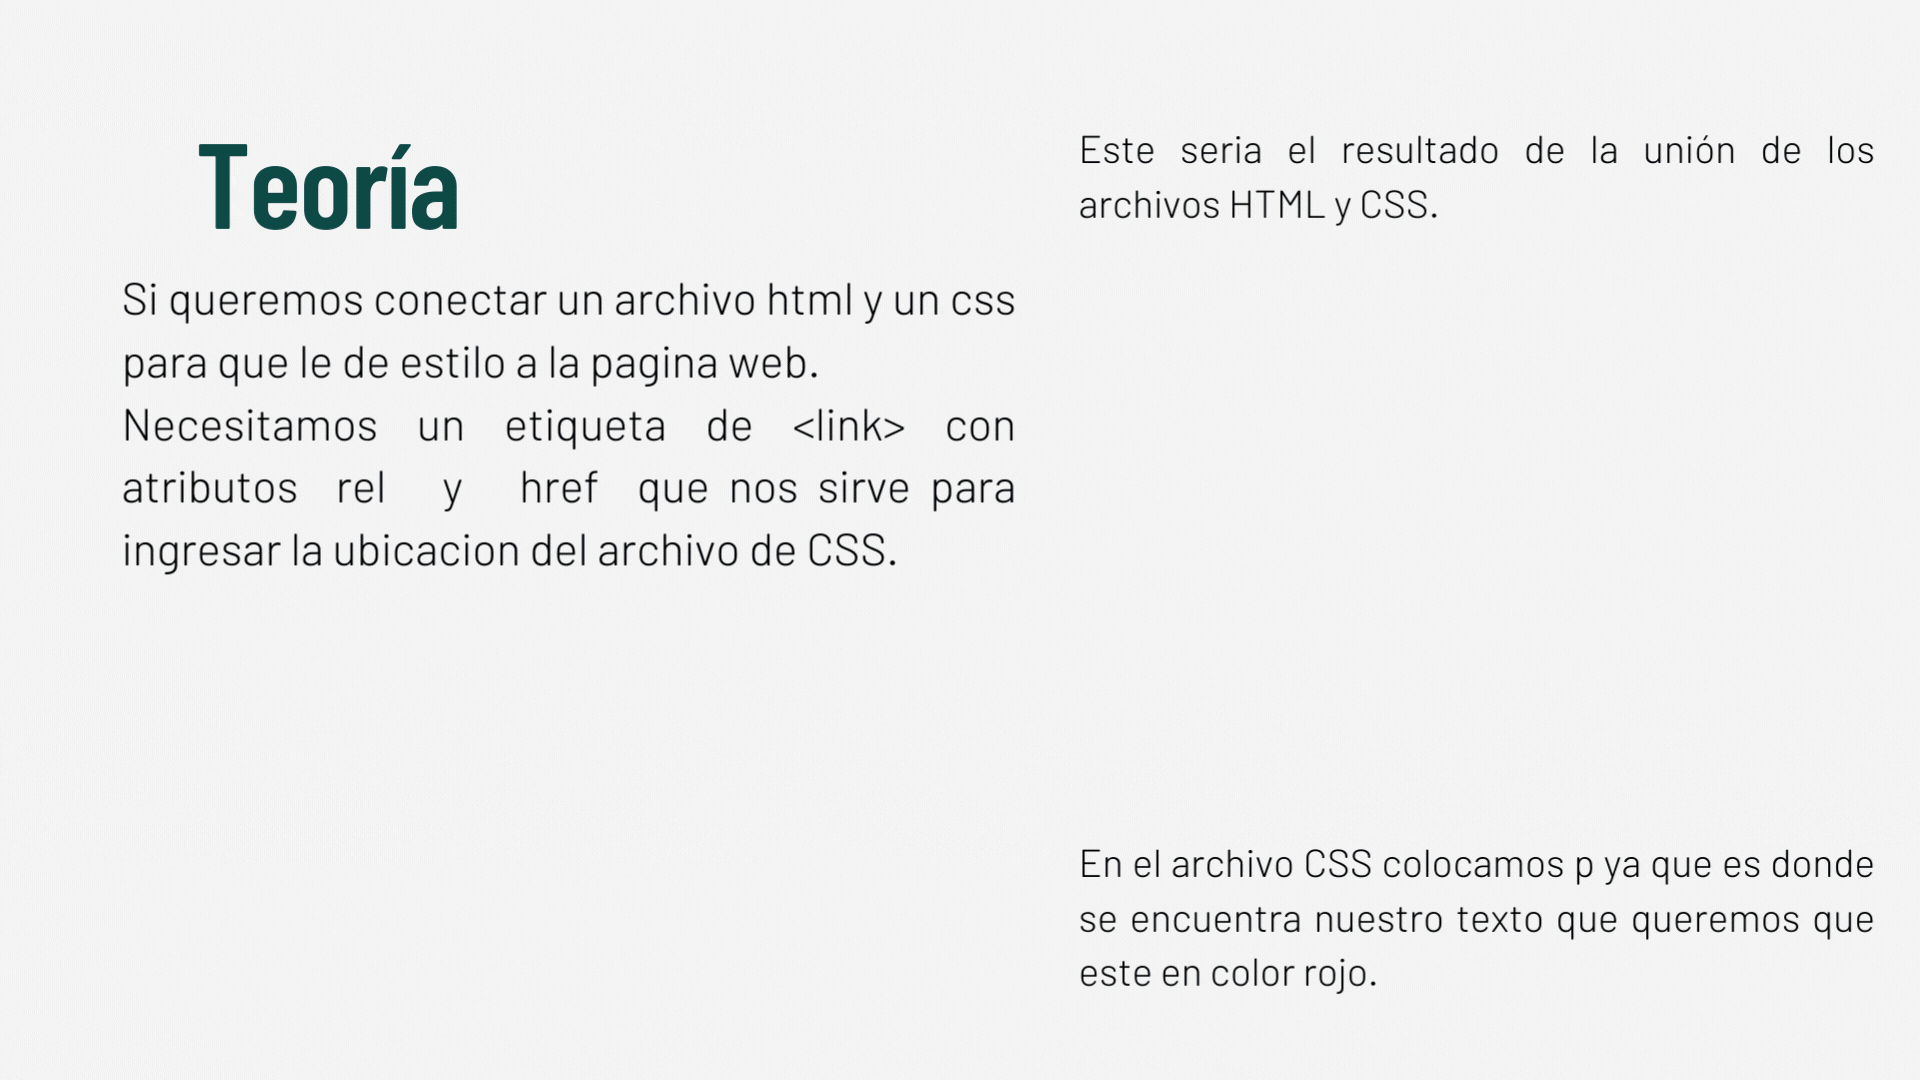 Teoría
Si queremos conectar un archivo html y un css
para que le de estilo a la pagina web.
Necesitamos un etiqueta de <link> con
atributos rel y href que nos sirve para
ingresar la ubicacion del archivo de CSS.
Este seria el resultado de la unión de los
archivos HTML y CSS.
En el archivo CSS colocamos p ya que es donde
se encuentra nuestro texto que queremos que
este en color rojo.